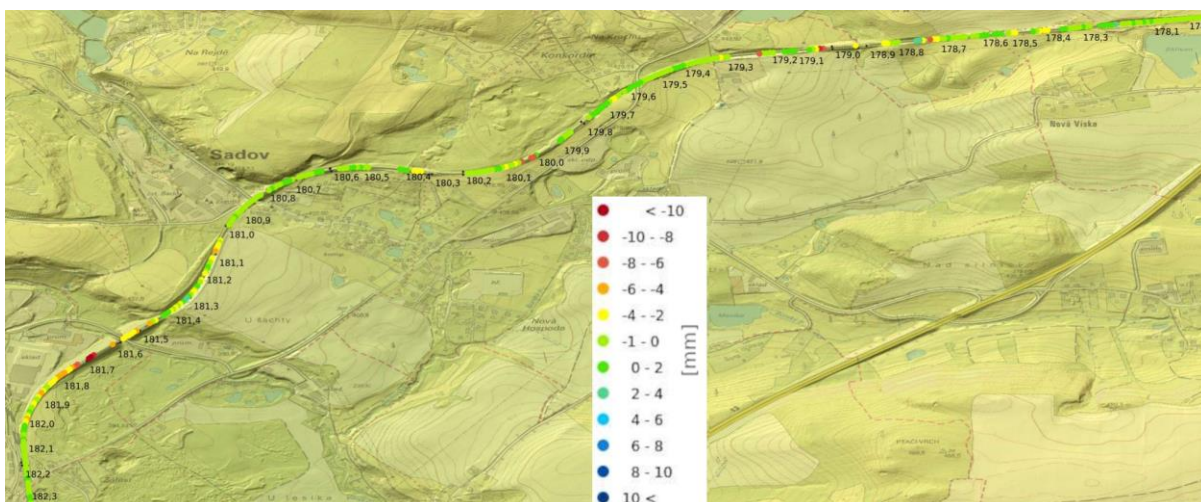 178,1
178,3
178,4
178,5
178,6
178,7
178,8
178,9
179,0
179,1
179,2
179,3
179,4
179,5
179,6
179,7
179,8
179,9
180,0
180,1
180,2
180,3
180,4
180,5
180,6
180,7
180,8
180,9
181,0
181,1
181,2
181,3
181,4
181,5
181,6
181,7
181,8
181,9
182,0
182,1
182,2
182,3
Sadov
Na Rejdě
Konkordie
Nová Víska
Nová
Hospoda
U šachty
PTAČÍ VRCH
< -10
-10 - -8
-8 - -6
-6 - -4
-4 - -2
-1 - 0
0 - 2
2 - 4
4 - 6
6 - 8
8 - 10
10 <
[mm]